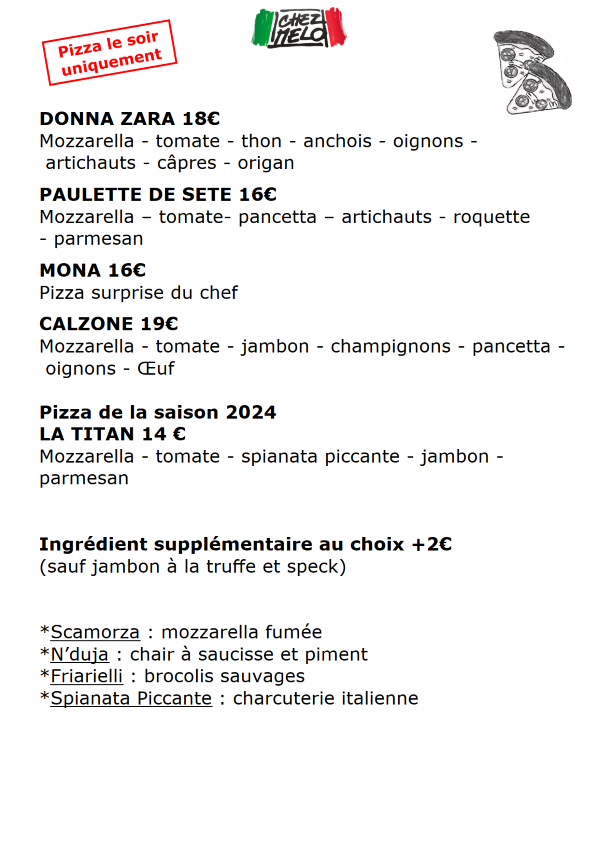 CHEZ
MELO
Pizza le soir
uniquement
DONNA ZARA 18€
Mozzarella - tomate - thon - anchois - oignons -
artichauts - câpres - origan
PAULETTE DE SETE 16€
Mozzarella – tomate- pancetta – artichauts - roquette
- parmesan
MONA 16€
Pizza surprise du chef
CALZONE 19€
Mozzarella - tomate - jambon - champignons - pancetta -
oignons - Œuf
Pizza de la saison 2024
LA TITAN 14 €
Mozzarella - tomate - spianata piccante - jambon -
parmesan
Ingrédient supplémentaire au choix +2€
(sauf jambon à la truffe et speck)
*Scamorza : mozzarella fumée
*N’duja : chair à saucisse et piment
*Friarielli : brocolis sauvages
*Spianata Piccante : charcuterie italienne